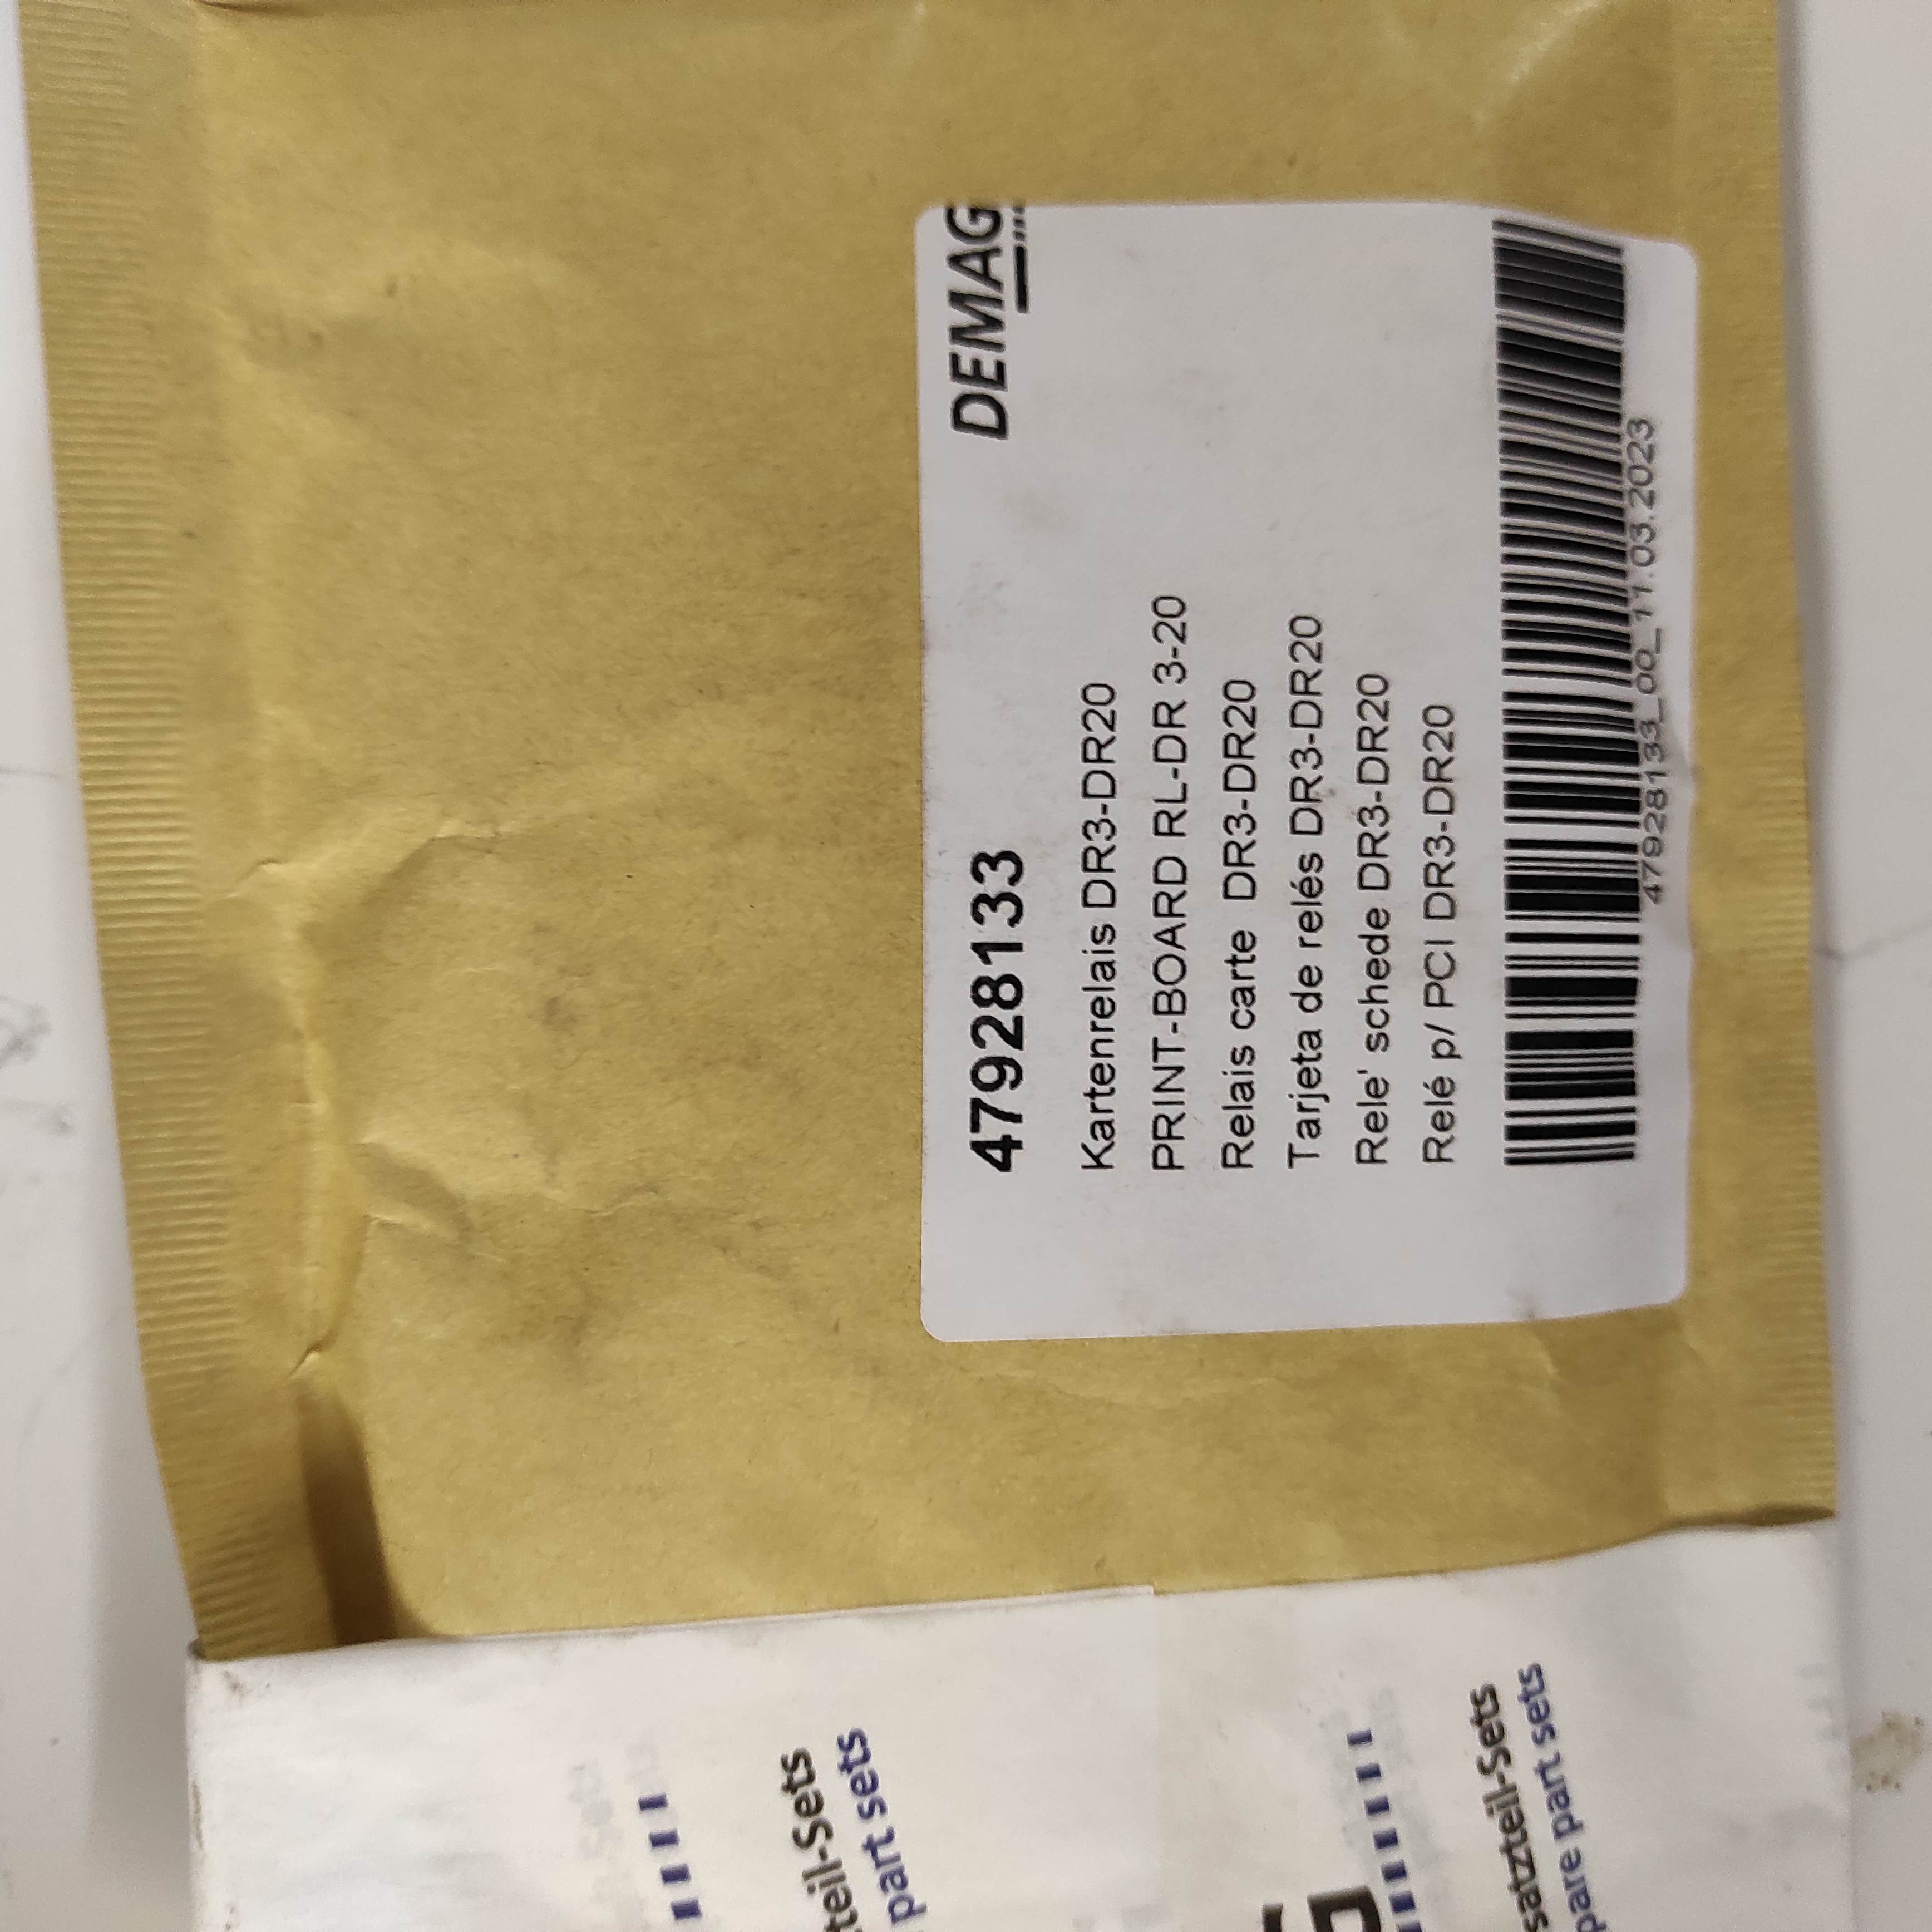 DEMAG
47928133
Kartenrelais DR3-DR20
PRINT.-BOARD RL-DR 3-20
Relais carte  DR3-DR20
Tarjeta de relés DR3-DR20
Rele' schede DR3-DR20
Relé p/ PCI DR3-DR20
47928133_00_11.03.2023
teil-Sets
part sets
satzteil-Sets
pare part sets